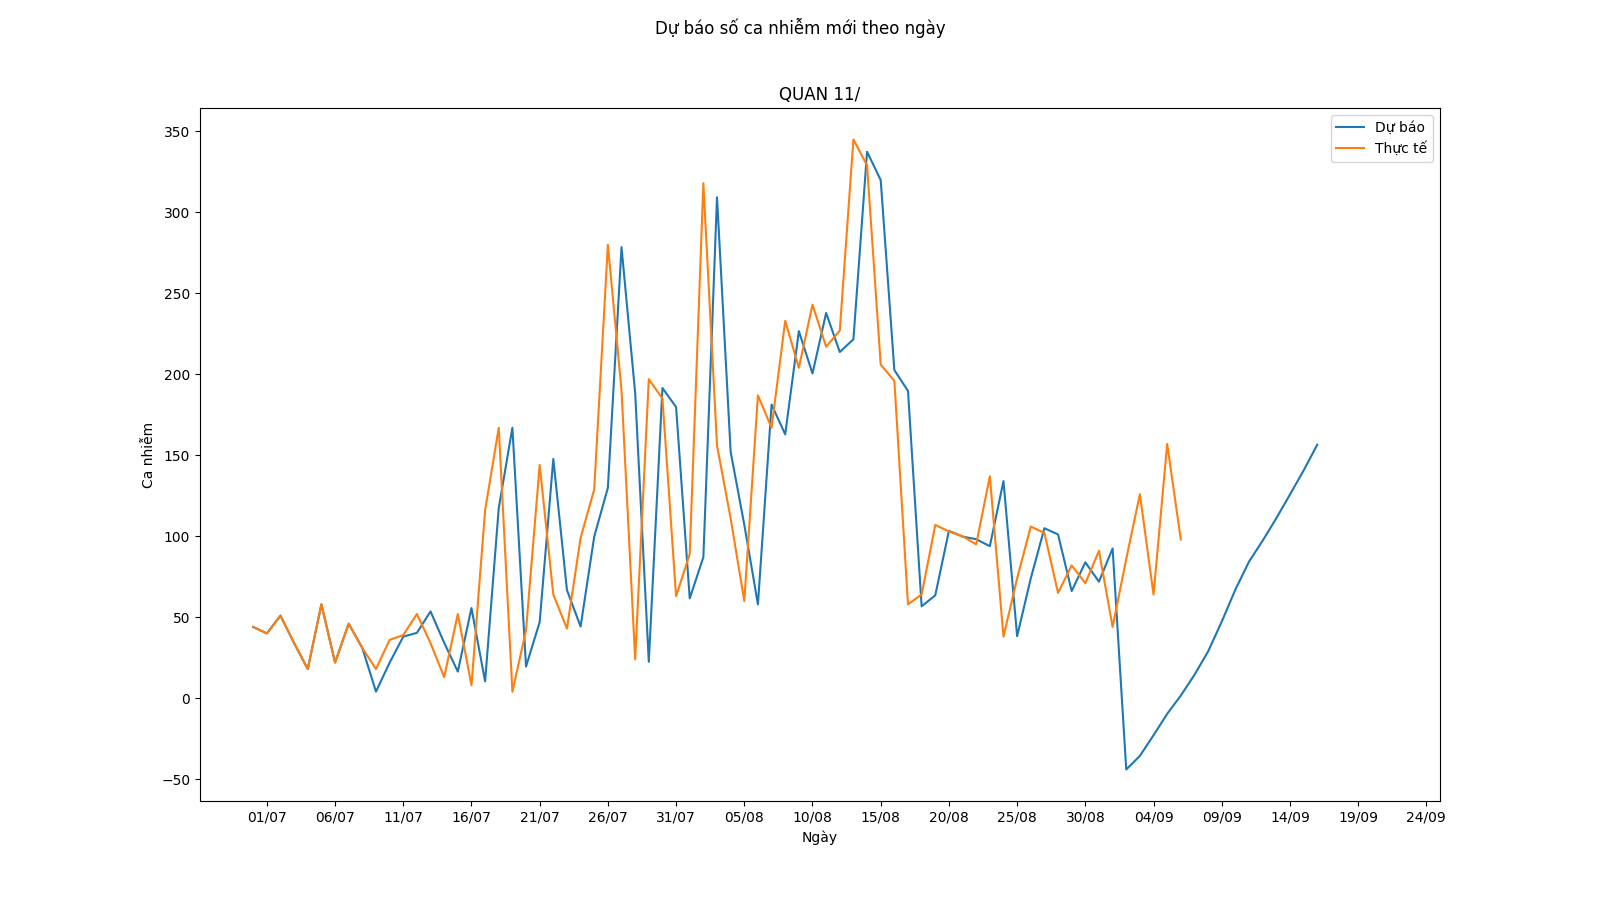 Dự báo số ca nhiễm mới theo ngày
QUAN 11/
Dự báo
Thực tế
350
300
250
200
150
100
50
0
−50
Ca nhiễm
01/07 06/07 11/07 16/07 21/07 26/07 31/07 05/08 10/08 15/08 20/08 25/08 30/08 04/09 09/09 14/09 19/09 24/09
Ngày